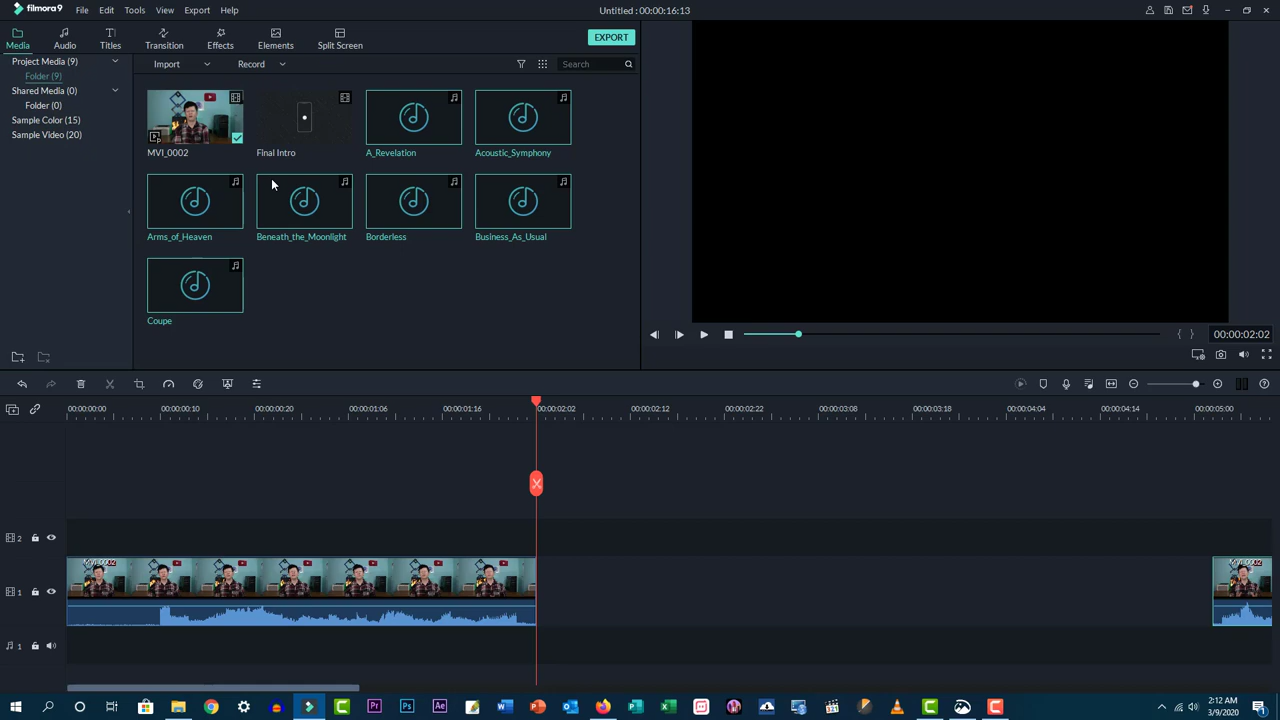 filmora9 File Edit Tools View Export Help Untitled : 00:00:16:13
Media Audio Titles Transition Effects Elements Split Screen EXPORT
Project Media (9) Import Record Search
Folder (9)
Shared Media (0)
Folder (0)
Sample Color (15)
Sample Video (20)
MVI_0002 Final Intro A_Revelation Acoustic_Symphony
Arms_of_Heaven Beneath_the_Moonlight Borderless Business_As_Usual
Coupe
00:00:02:02
00:00:00:00 00:00:00:10 00:00:00:20 00:00:01:06 00:00:01:16 00:00:02:02 00:00:02:12 00:00:02:22 00:00:03:08 00:00:03:18 00:00:04:04 00:00:04:14 00:00:05:00
2
MVI_0002 MVI_0002
1
1
Pr Ps Ae
2:12 AM
3/9/2020